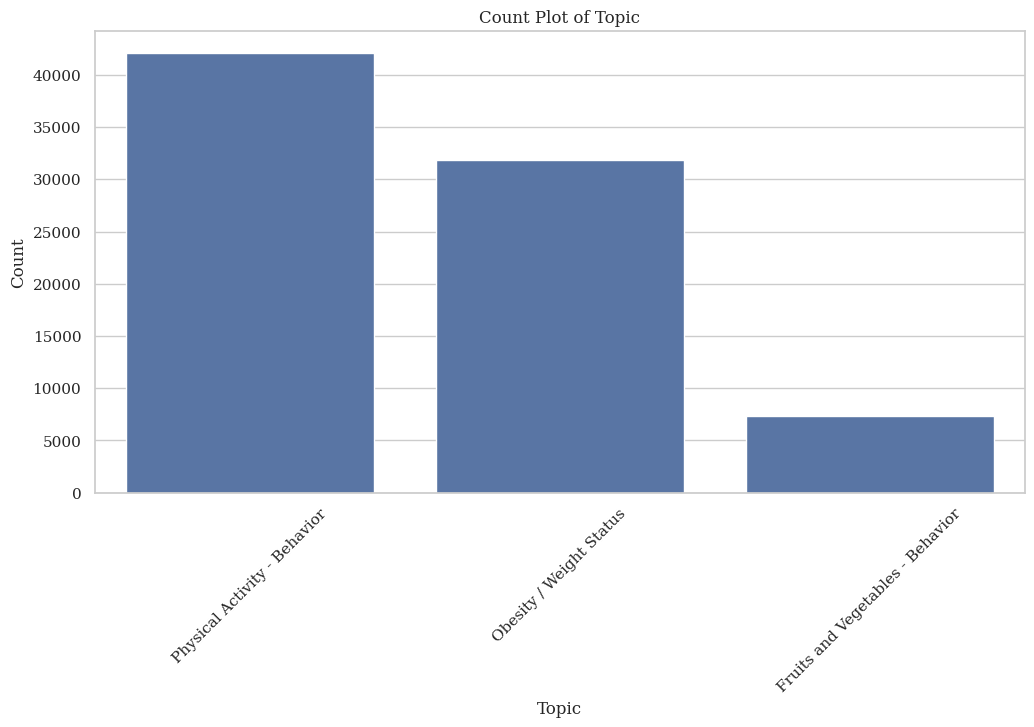 Count Plot of Topic
Count
40000
35000
30000
25000
20000
15000
10000
5000
0
Physical Activity - Behavior
Obesity / Weight Status
Fruits and Vegetables - Behavior
Topic